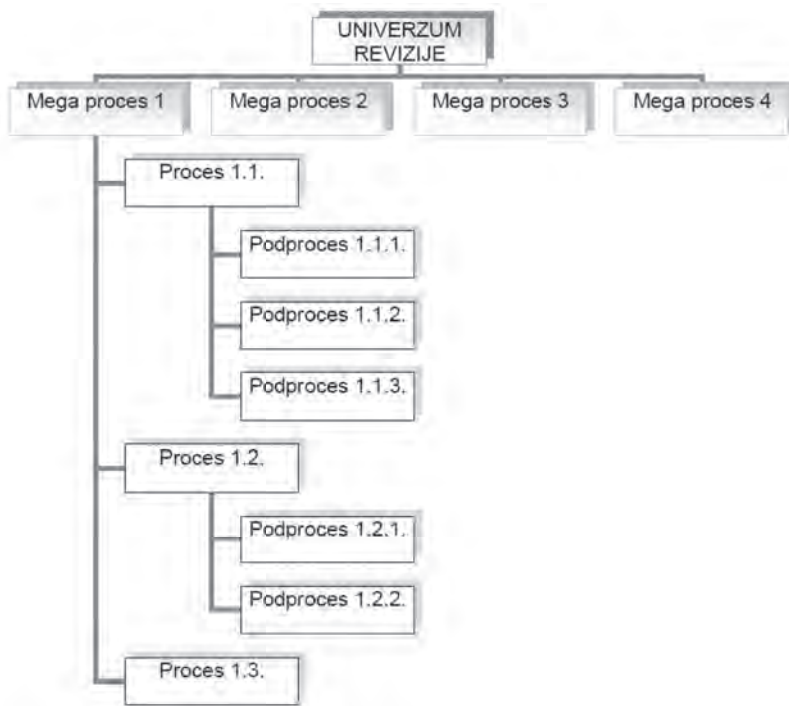 UNIVERZUM
REVIZIJE
Mega proces 1
Mega proces 2
Mega proces 3
Mega proces 4
Proces 1.1.
Podproces 1.1.1.
Podproces 1.1.2.
Podproces 1.1.3.
Proces 1.2.
Podproces 1.2.1.
Podproces 1.2.2.
Proces 1.3.